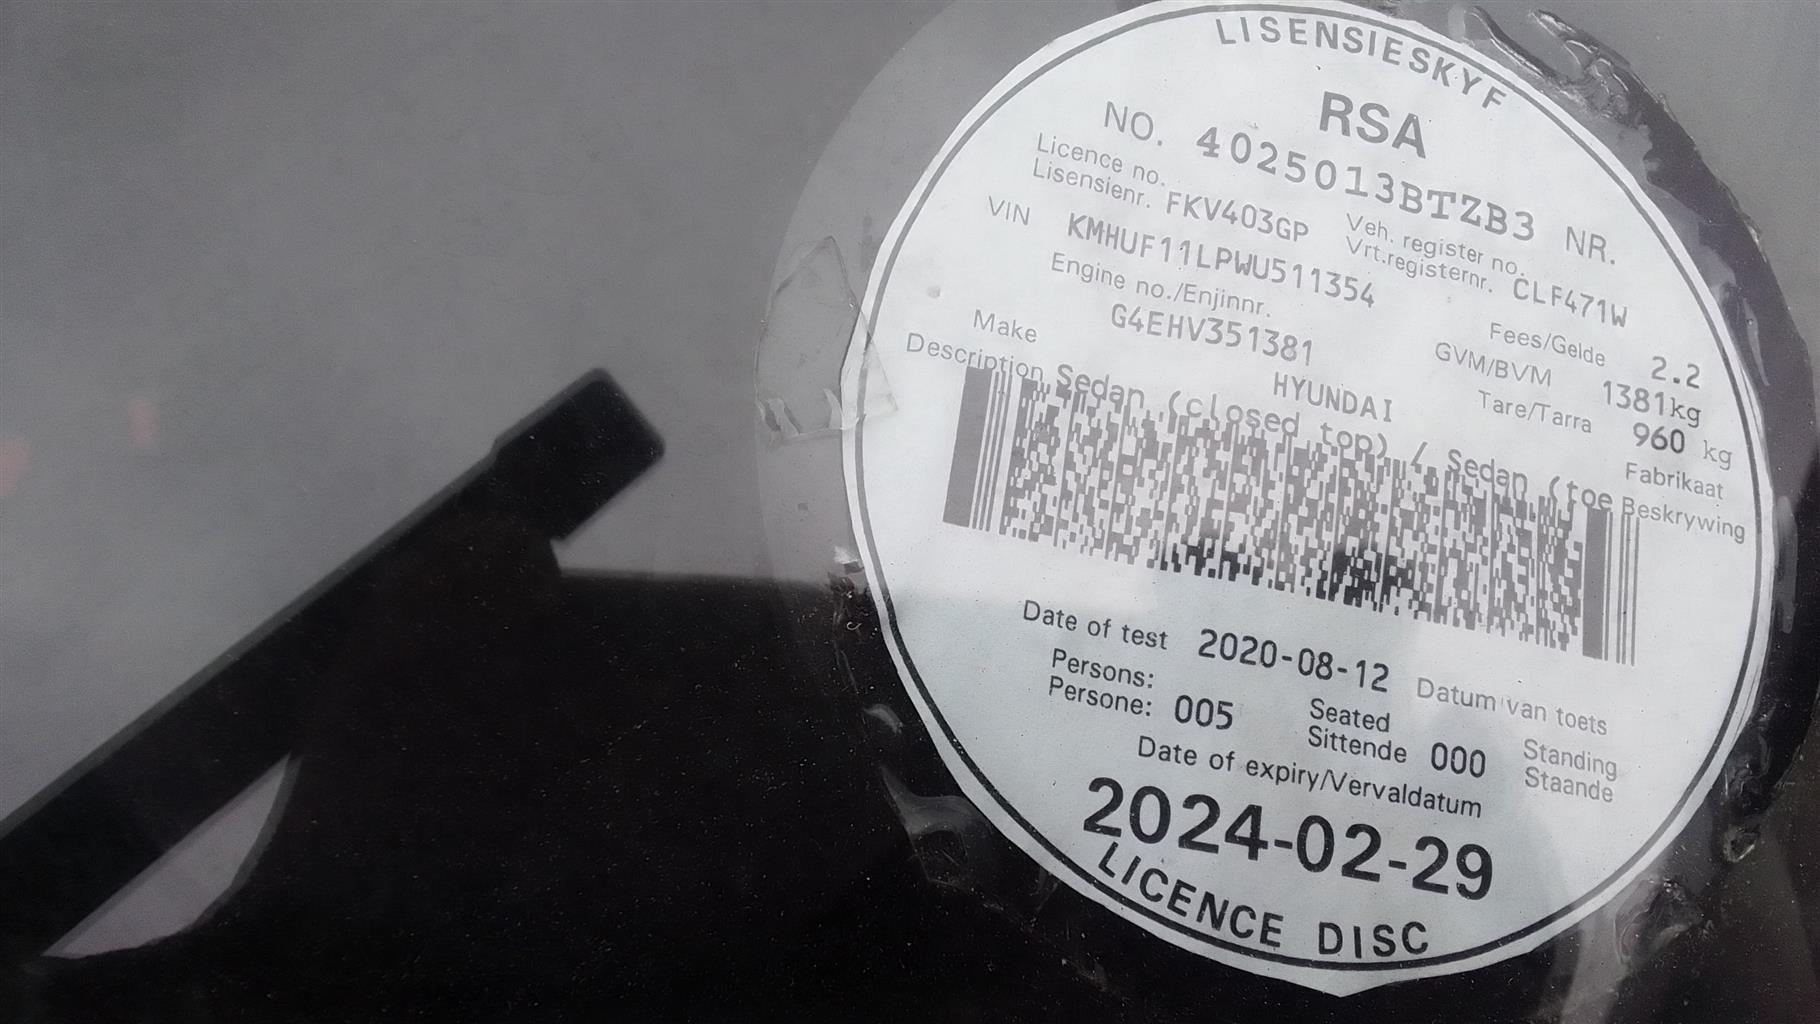 LISENSIESKYF
RSA
NO. 4025013BTZB3 NR.
Licence no. Veh. register no.
Lisensienr. FKV403GP Vrt.registernr. CLF471W
VIN KMHUF11LPWU511354
Engine no./Enjinnr. Fees/Gelde 2.2
G4EHV351381 GVM/BVM 1381kg
Tare/Tarra 960 kg
Make HYUNDAI Fabrikaat
Description Sedan (closed top) / Sedan (toe Beskrywing
Date of test 2020-08-12 Datum van toets
Persons: Seated Standing
Persone: 005 Sittende 000 Staande
Date of expiry/Vervaldatum
2024-02-29
LICENCE DISC